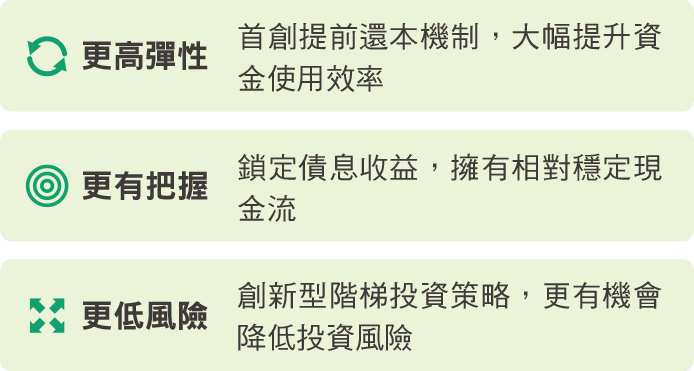 更高彈性
首創提前還本機制，大幅提升資
金使用效率
更有把握
鎖定債息收益，擁有相對穩定現
金流
更低風險
創新型階梯投資策略，更有機會
降低投資風險